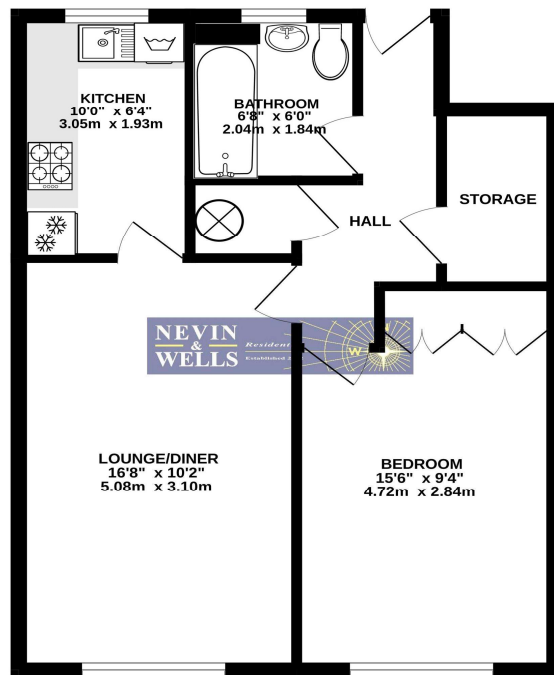 KITCHEN
10'0" x 6'4"
3.05m x 1.93m
BATHROOM
6'8" x 6'0"
2.04m x 1.84m
STORAGE
HALL
NEVIN
&
WELLS
Residential
Established
W
LOUNGE/DINER
16'8" x 10'2"
5.08m x 3.10m
BEDROOM
15'6" x 9'4"
4.72m x 2.84m